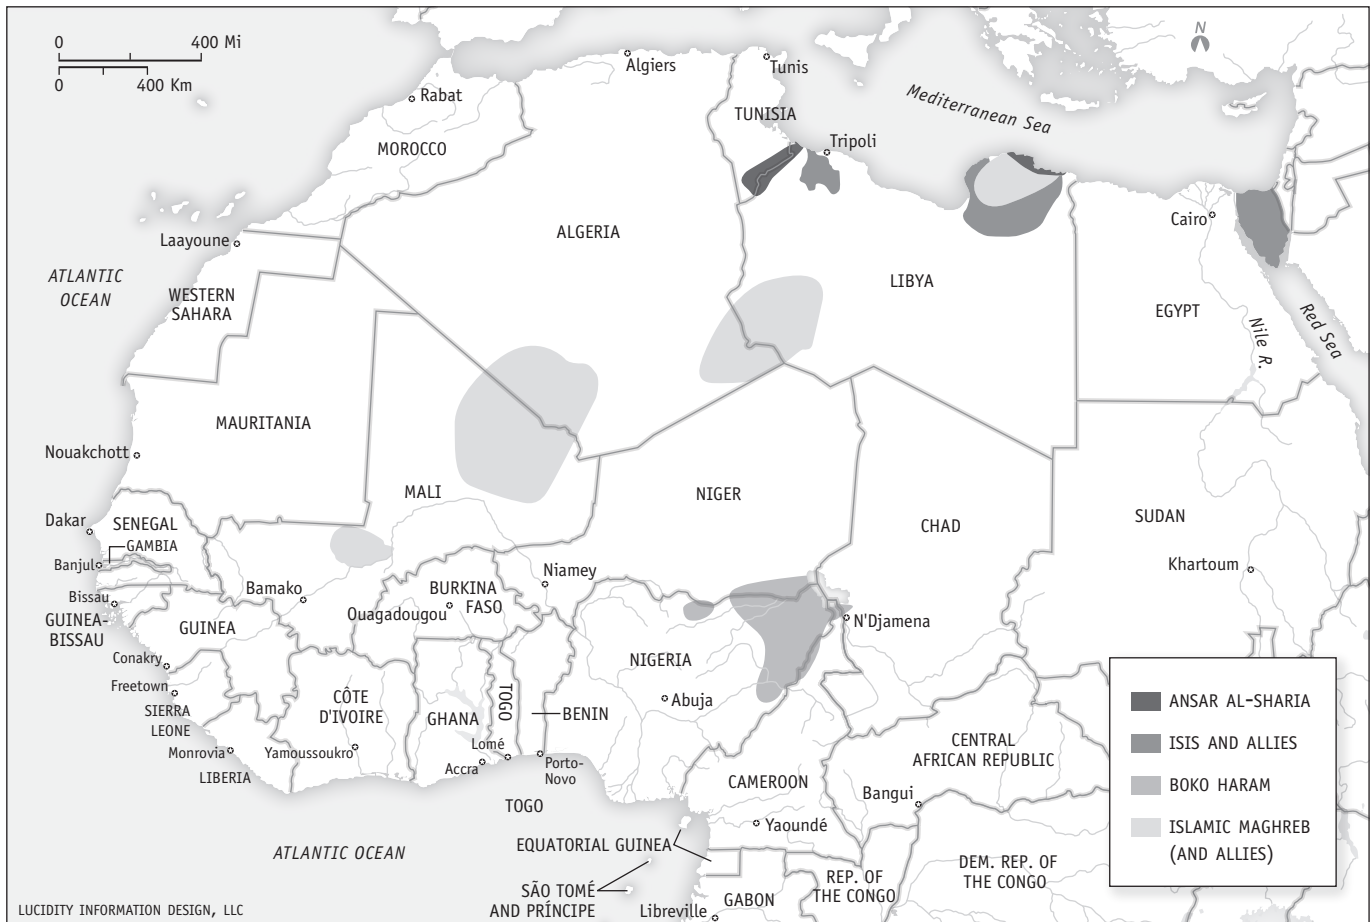 0 400 Mi
0 400 Km
N
Algiers
Tunis
Rabat
TUNISIA
Mediterranean Sea
Tripoli
MOROCCO
Cairo
Laayoune
ALGERIA
ATLANTIC
OCEAN
LIBYA
WESTERN
SAHARA
EGYPT
Nile R.
Red Sea
MAURITANIA
Nouakchott
MALI
NIGER
CHAD
SUDAN
Dakar
SENEGAL
GAMBIA
Banjul
Khartoum
Niamey
Bamako
BURKINA
FASO
Bissau
Ouagadougou
GUINEA-
BISSAU
GUINEA
N'Djamena
Conakry
NIGERIA
Freetown
Abuja
SIERRA
LEONE
CÔTE
D'IVOIRE
GHANA
TOGO
BENIN
Monrovia
Yamoussoukro
Lomé
LIBERIA
Accra
Porto-
Novo
CENTRAL
AFRICAN REPUBLIC
CAMEROON
Bangui
TOGO
Yaoundé
EQUATORIAL GUINEA
ATLANTIC OCEAN
SÃO TOMÉ
AND PRÍNCIPE
GABON
REP. OF
THE CONGO
DEM. REP. OF
THE CONGO
Libreville
ANSAR AL-SHARIA
ISIS AND ALLIES
BOKO HARAM
ISLAMIC MAGHREB
(AND ALLIES)
LUCIDITY INFORMATION DESIGN, LLC